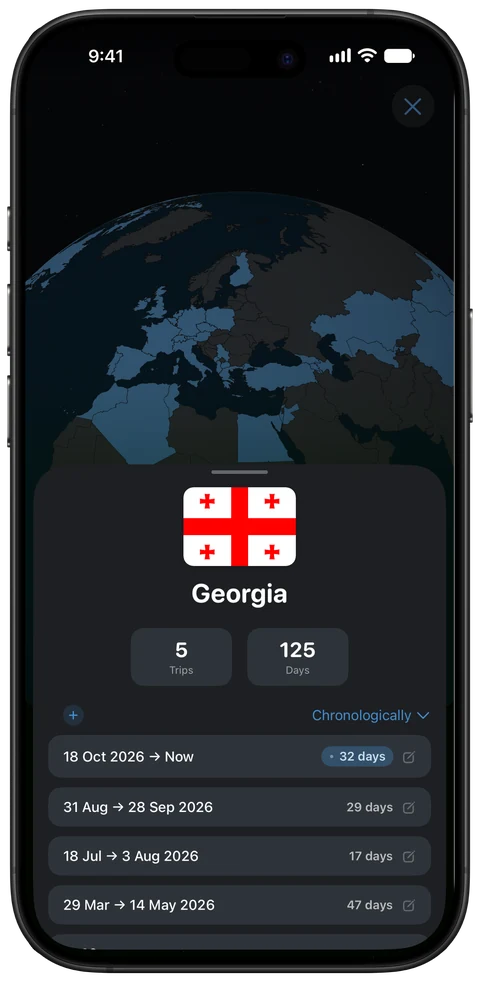 9:41
Georgia
5
Trips
125
Days
Chronologically
18 Oct 2026 → Now
32 days
31 Aug → 28 Sep 2026
29 days
18 Jul → 3 Aug 2026
17 days
29 Mar → 14 May 2026
47 days